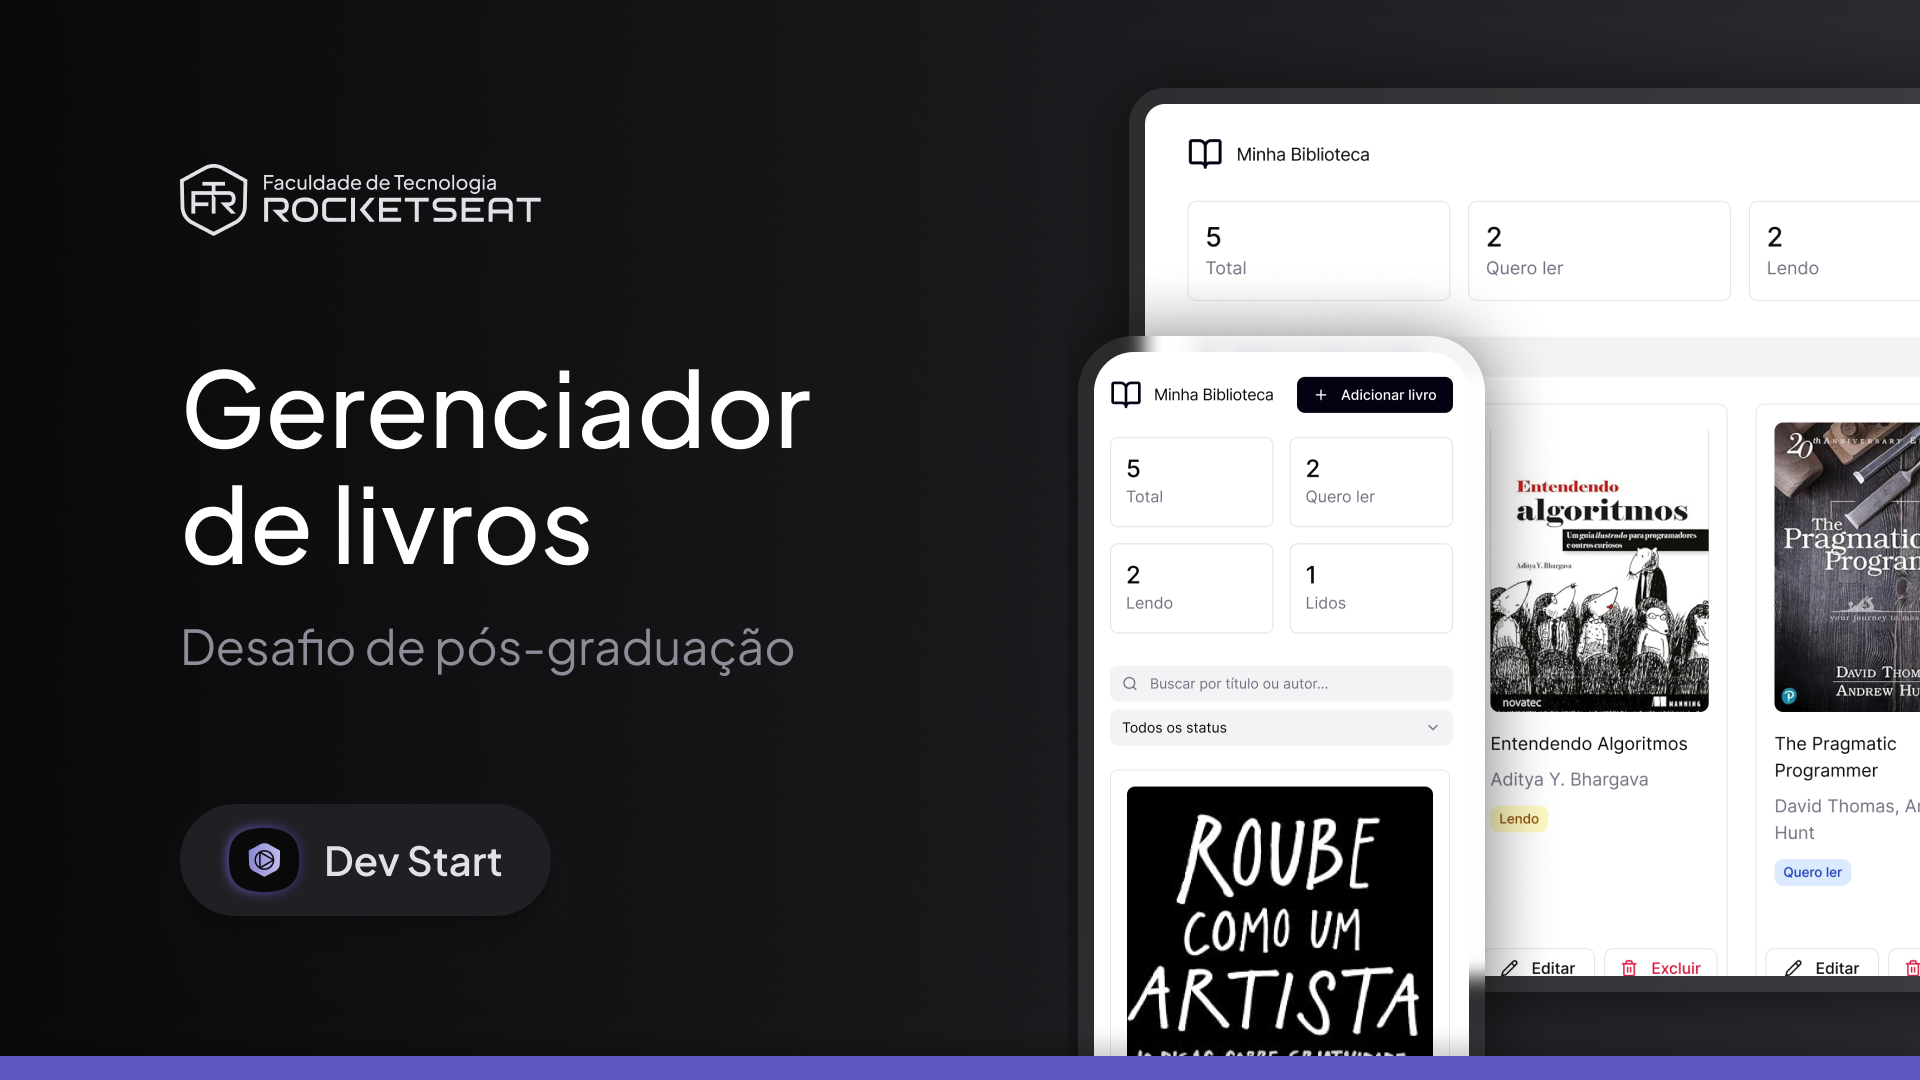 Faculdade de Tecnologia
ROCKETSEAT
Gerenciador
de livros
Desafio de pós-graduação
Dev Start
Minha Biblioteca
5
Total
2
Quero ler
2
Lendo
Minha Biblioteca
+ Adicionar livro
5
Total
2
Quero ler
2
Lendo
1
Lidos
Buscar por título ou autor...
Todos os status
ROUBE
COMO UM
ARTISTA
Entendendo
algoritmos
Um guia ilustrado para programadores
e outros curiosos
Aditya Y. Bhargava
novatec
MANNING
Entendendo Algoritmos
Aditya Y. Bhargava
Lendo
Editar
Excluir
20th ANNIVERSARY
The
Pragmatic
Program
your journey to
DAVID THOM
ANDREW HU
The Pragmatic
Programmer
David Thomas, A
Hunt
Quero ler
Editar